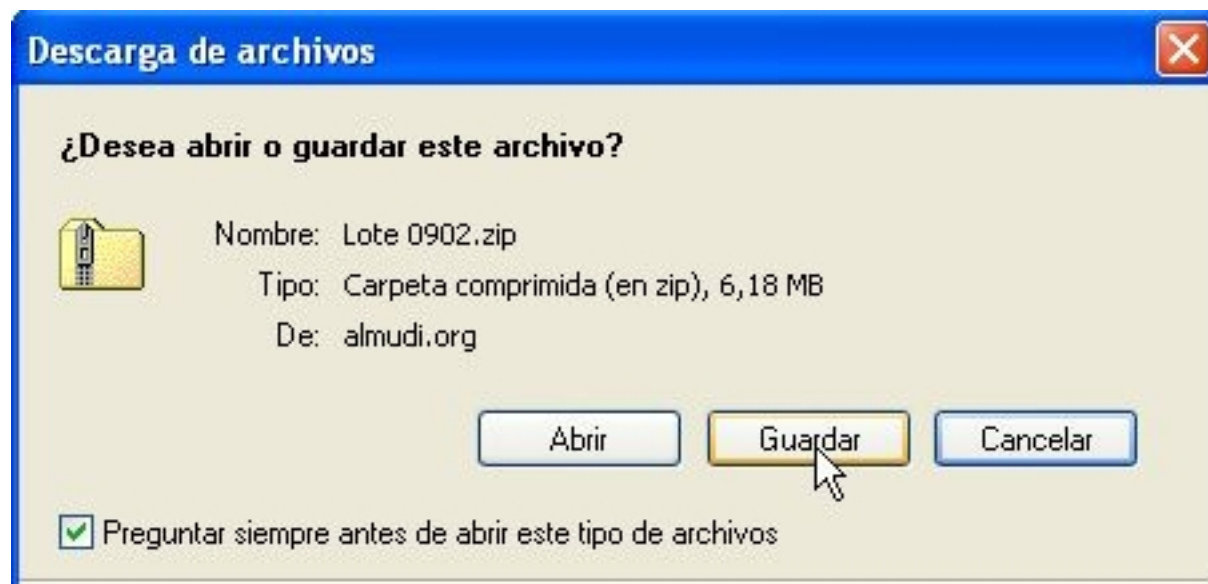 Descarga de archivos
¿Desea abrir o guardar este archivo?
Nombre: Lote 0902.zip
Tipo: Carpeta comprimida (en zip), 6,18 MB
De: almudi.org
Abrir Guardar Cancelar
Preguntar siempre antes de abrir este tipo de archivos